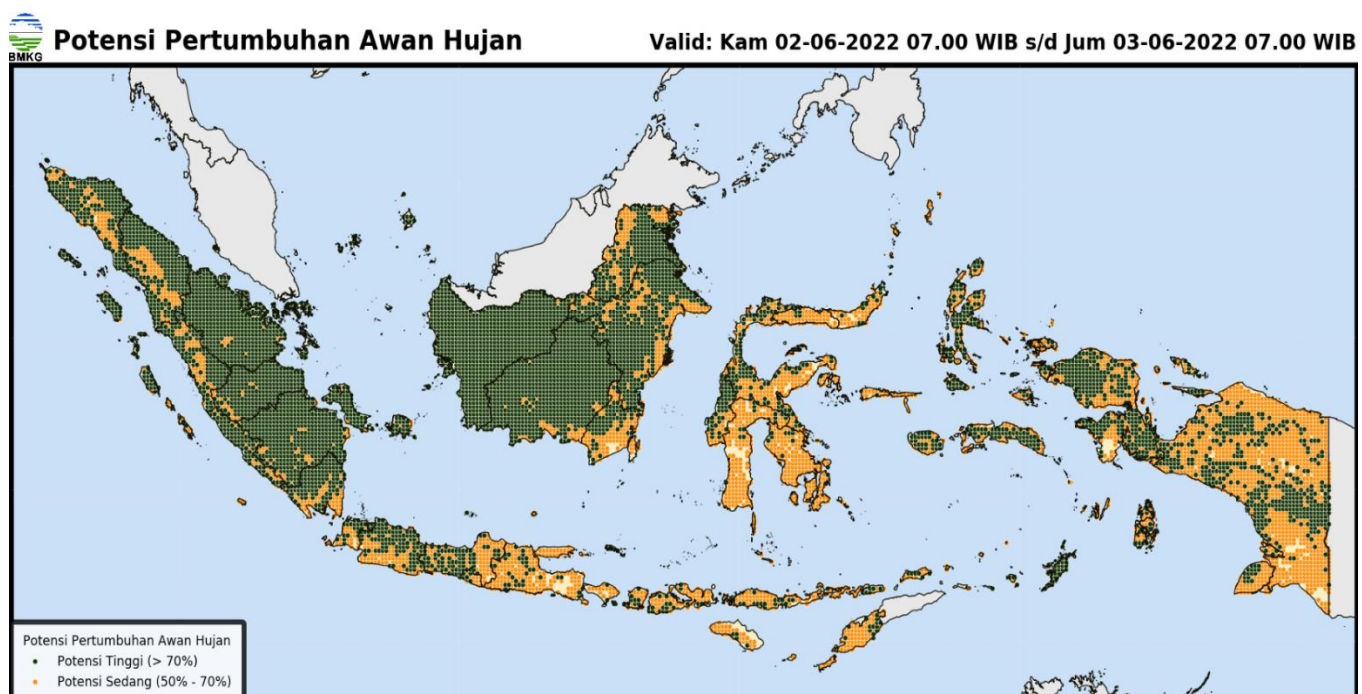 BMKG
Potensi Pertumbuhan Awan Hujan
Valid: Kam 02-06-2022 07.00 WIB s/d Jum 03-06-2022 07.00 WIB
Potensi Pertumbuhan Awan Hujan
Potensi Tinggi (> 70%)
Potensi Sedang (50% - 70%)